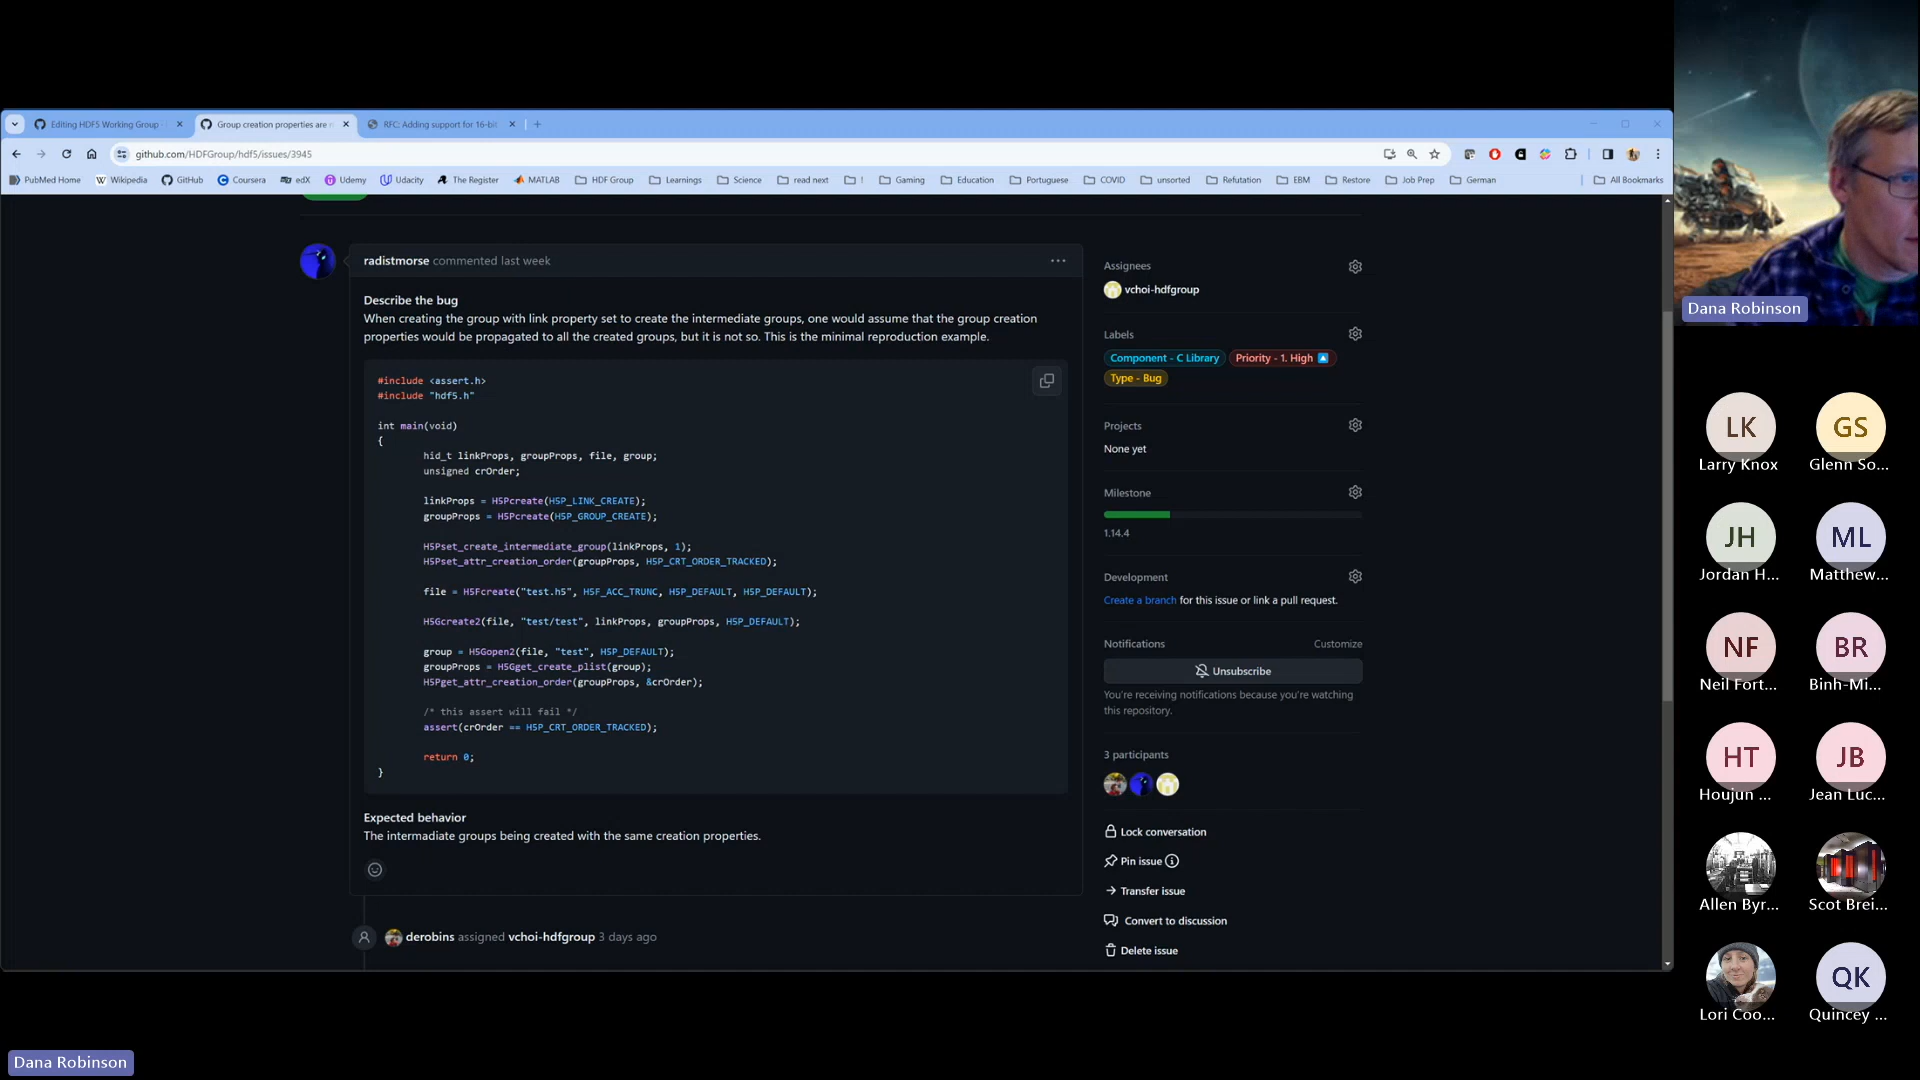 Editing HDF5 Working Group
Group creation properties are
RFC: Adding support for 16-bit
github.com/HDFGroup/hdf5/issues/3945
PubMed Home
Wikipedia
GitHub
Coursera
edX
Udemy
Udacity
The Register
MATLAB
HDF Group
Learnings
Science
read next
!
Gaming
Education
Portuguese
COVID
unsorted
Refutation
EBM
Restore
Job Prep
German
All Bookmarks
radistmorse commented last week
Describe the bug
When creating the group with link property set to create the intermediate groups, one would assume that the group creation
properties would be propagated to all the created groups, but it is not so. This is the minimal reproduction example.
#include <assert.h>
#include "hdf5.h"
int main(void)
{
hid_t linkProps, groupProps, file, group;
unsigned crOrder;
linkProps = H5Pcreate(H5P_LINK_CREATE);
groupProps = H5Pcreate(H5P_GROUP_CREATE);
H5Pset_create_intermediate_group(linkProps, 1);
H5Pset_attr_creation_order(groupProps, H5P_CRT_ORDER_TRACKED);
file = H5Fcreate("test.h5", H5F_ACC_TRUNC, H5P_DEFAULT, H5P_DEFAULT);
H5Gcreate2(file, "test/test", linkProps, groupProps, H5P_DEFAULT);
group = H5Gopen2(file, "test", H5P_DEFAULT);
groupProps = H5Gget_create_plist(group);
H5Pget_attr_creation_order(groupProps, &crOrder);
/* this assert will fail */
assert(crOrder == H5P_CRT_ORDER_TRACKED);
return 0;
}
Expected behavior
The intermadiate groups being created with the same creation properties.
derobins assigned vchoi-hdfgroup 3 days ago
Assignees
vchoi-hdfgroup
Labels
Component - C Library
Priority - 1. High
Type - Bug
Projects
None yet
Milestone
1.14.4
Development
Create a branch for this issue or link a pull request.
Notifications
Customize
Unsubscribe
You're receiving notifications because you're watching
this repository.
3 participants
Lock conversation
Pin issue
Transfer issue
Convert to discussion
Delete issue
Dana Robinson
LK
Larry Knox
GS
Glenn So...
JH
Jordan H...
ML
Matthew...
NF
Neil Fort...
BR
Binh-Mi...
HT
Houjun ...
JB
Jean Luc...
Allen Byr...
Scot Brei...
Lori Coo...
QK
Quincey ...
Dana Robinson